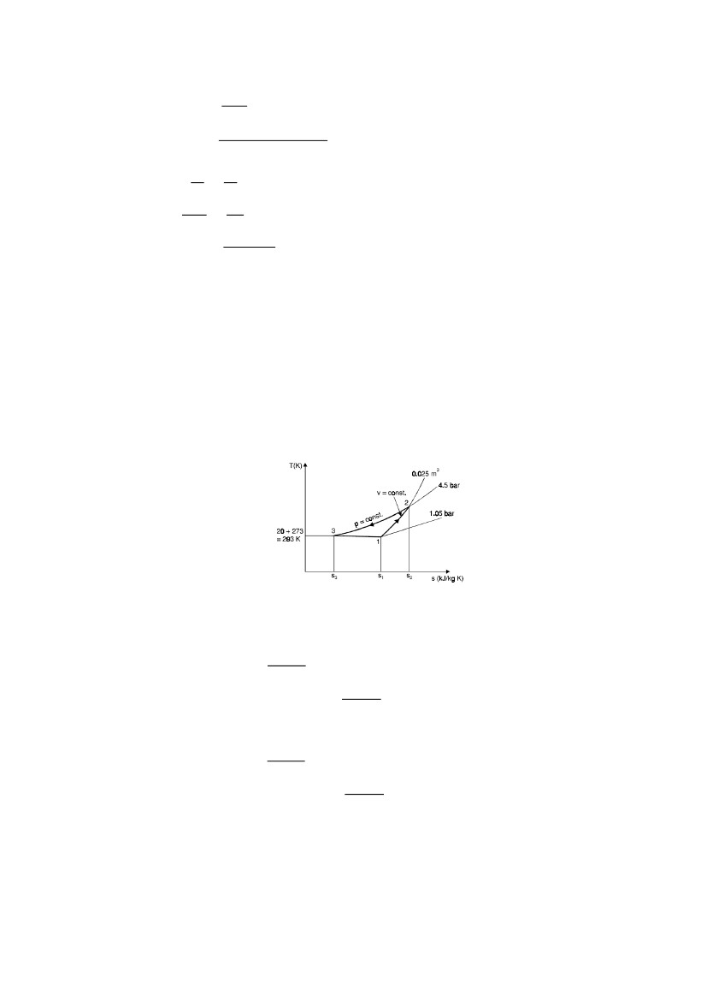 T(K)
0.025 m³
4.5 bar
v = const.
2
p = const.
1.05 bar
20 + 273
= 293 K
3
1
s₃
s₁
s₂
s (kJ/kg K)